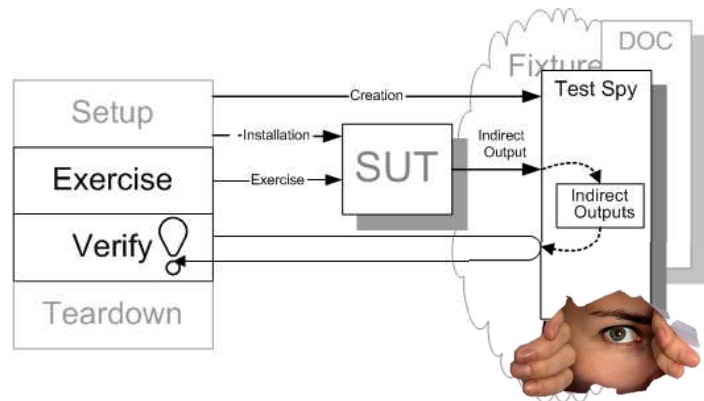 DOC
Fixture
Test Spy
Setup
Creation
Installation
Indirect
Output
SUT
Exercise
Exercise
Indirect
Outputs
Verify
Teardown